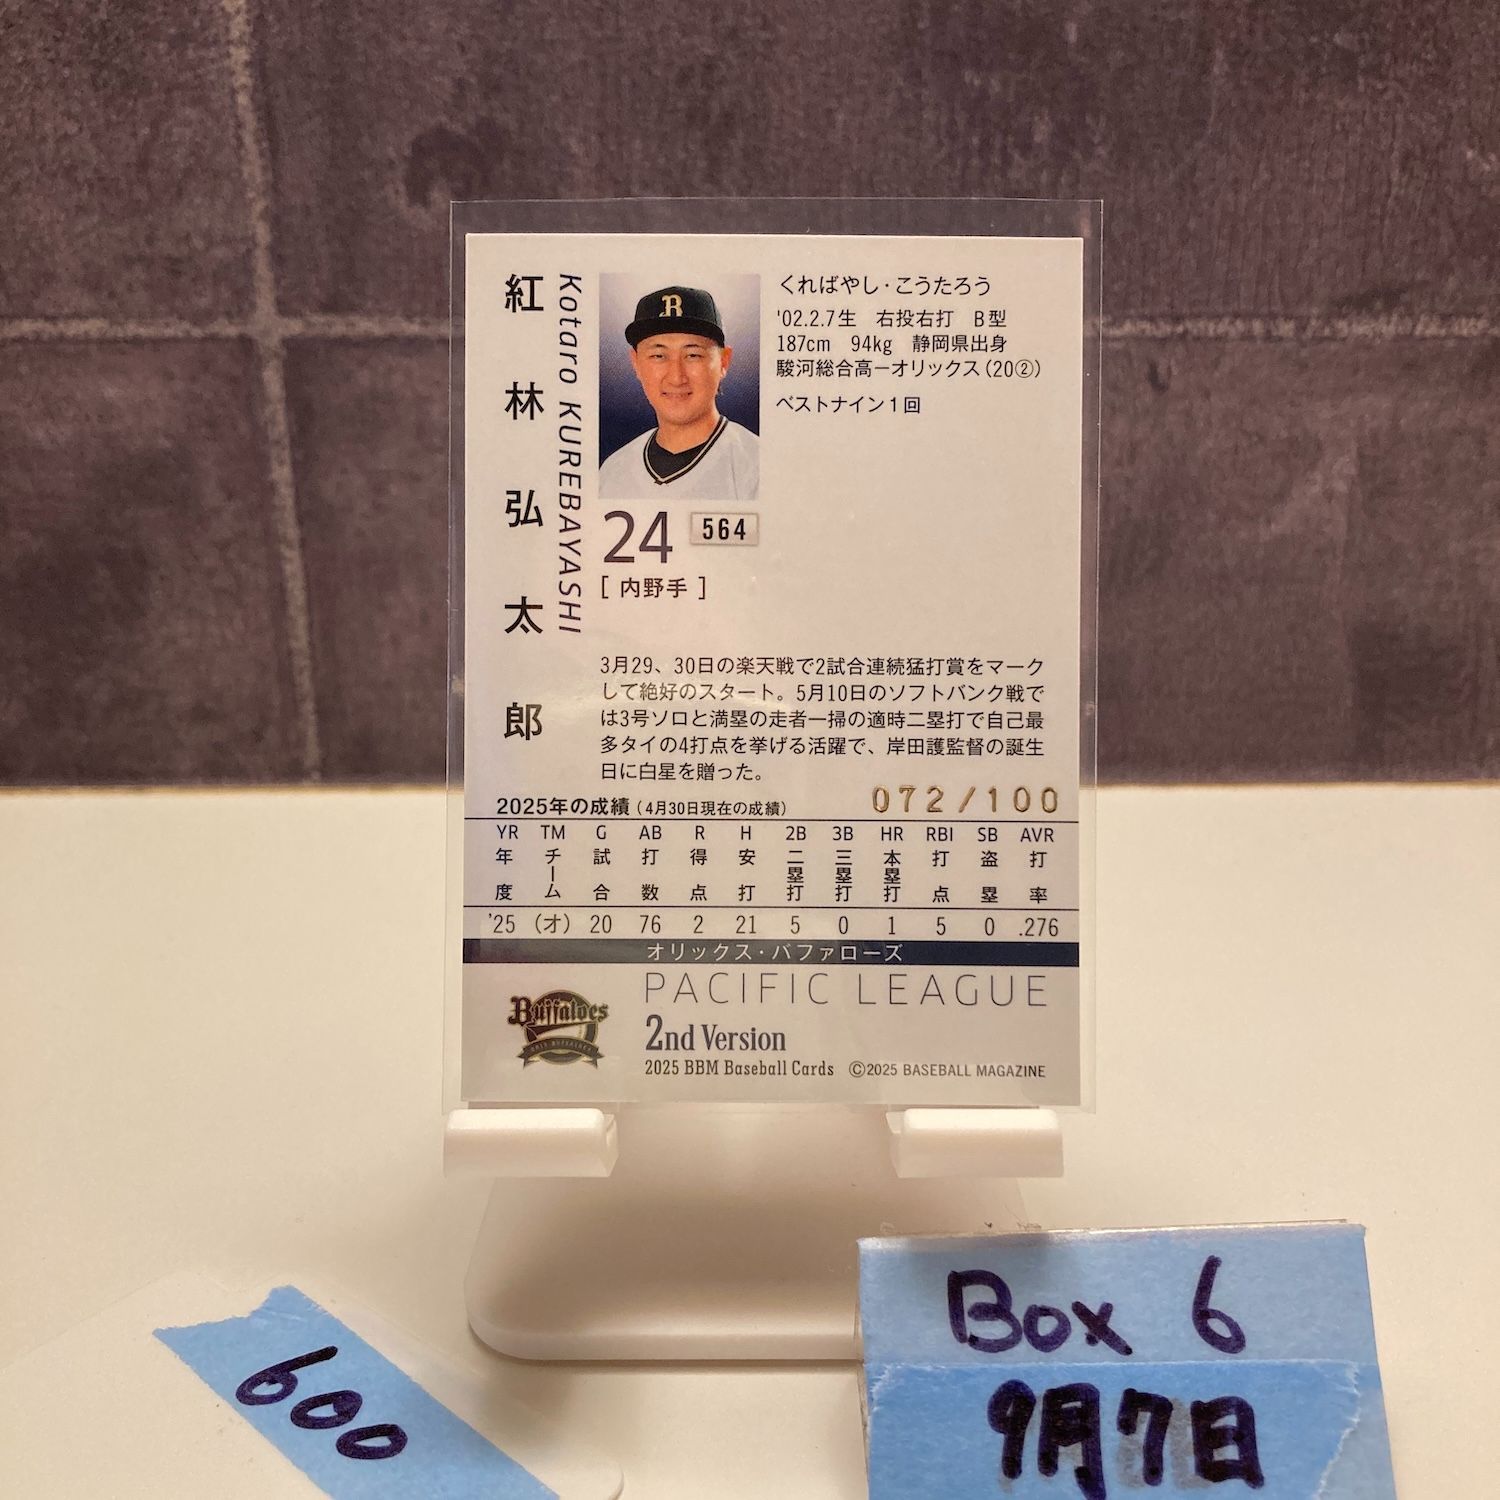 紅林弘太郎
Kotaro KUREBAYASHI
B
くればやし・こうたろう
'02.2.7生 右投右打 B型
187cm 94kg 静岡県出身
駿河総合高－オリックス(20②)
ベストナイン1回
24 564
[ 内野手 ]
3月29、30日の楽天戦で2試合連続猛打賞をマーク
して絶好のスタート。5月10日のソフトバンク戦で
は3号ソロと満塁の走者一掃の適時二塁打で自己最
多タイの4打点を挙げる活躍で、岸田護監督の誕生
日に白星を贈った。
072/100
2025年の成績(4月30日現在の成績)
YR TM G AB R H 2B 3B HR RBI SB AVR
年度 チーム 試合 打数 得点 安打 二塁打 三塁打 本塁打 打点 盗塁 打率
'25 (オ) 20 76 2 21 5 0 1 5 0 .276
オリックス・バファローズ
PACIFIC LEAGUE
Buffaloes
2nd Version
2025 BBM Baseball Cards ©2025 BASEBALL MAGAZINE
Box 6
9月7日
600